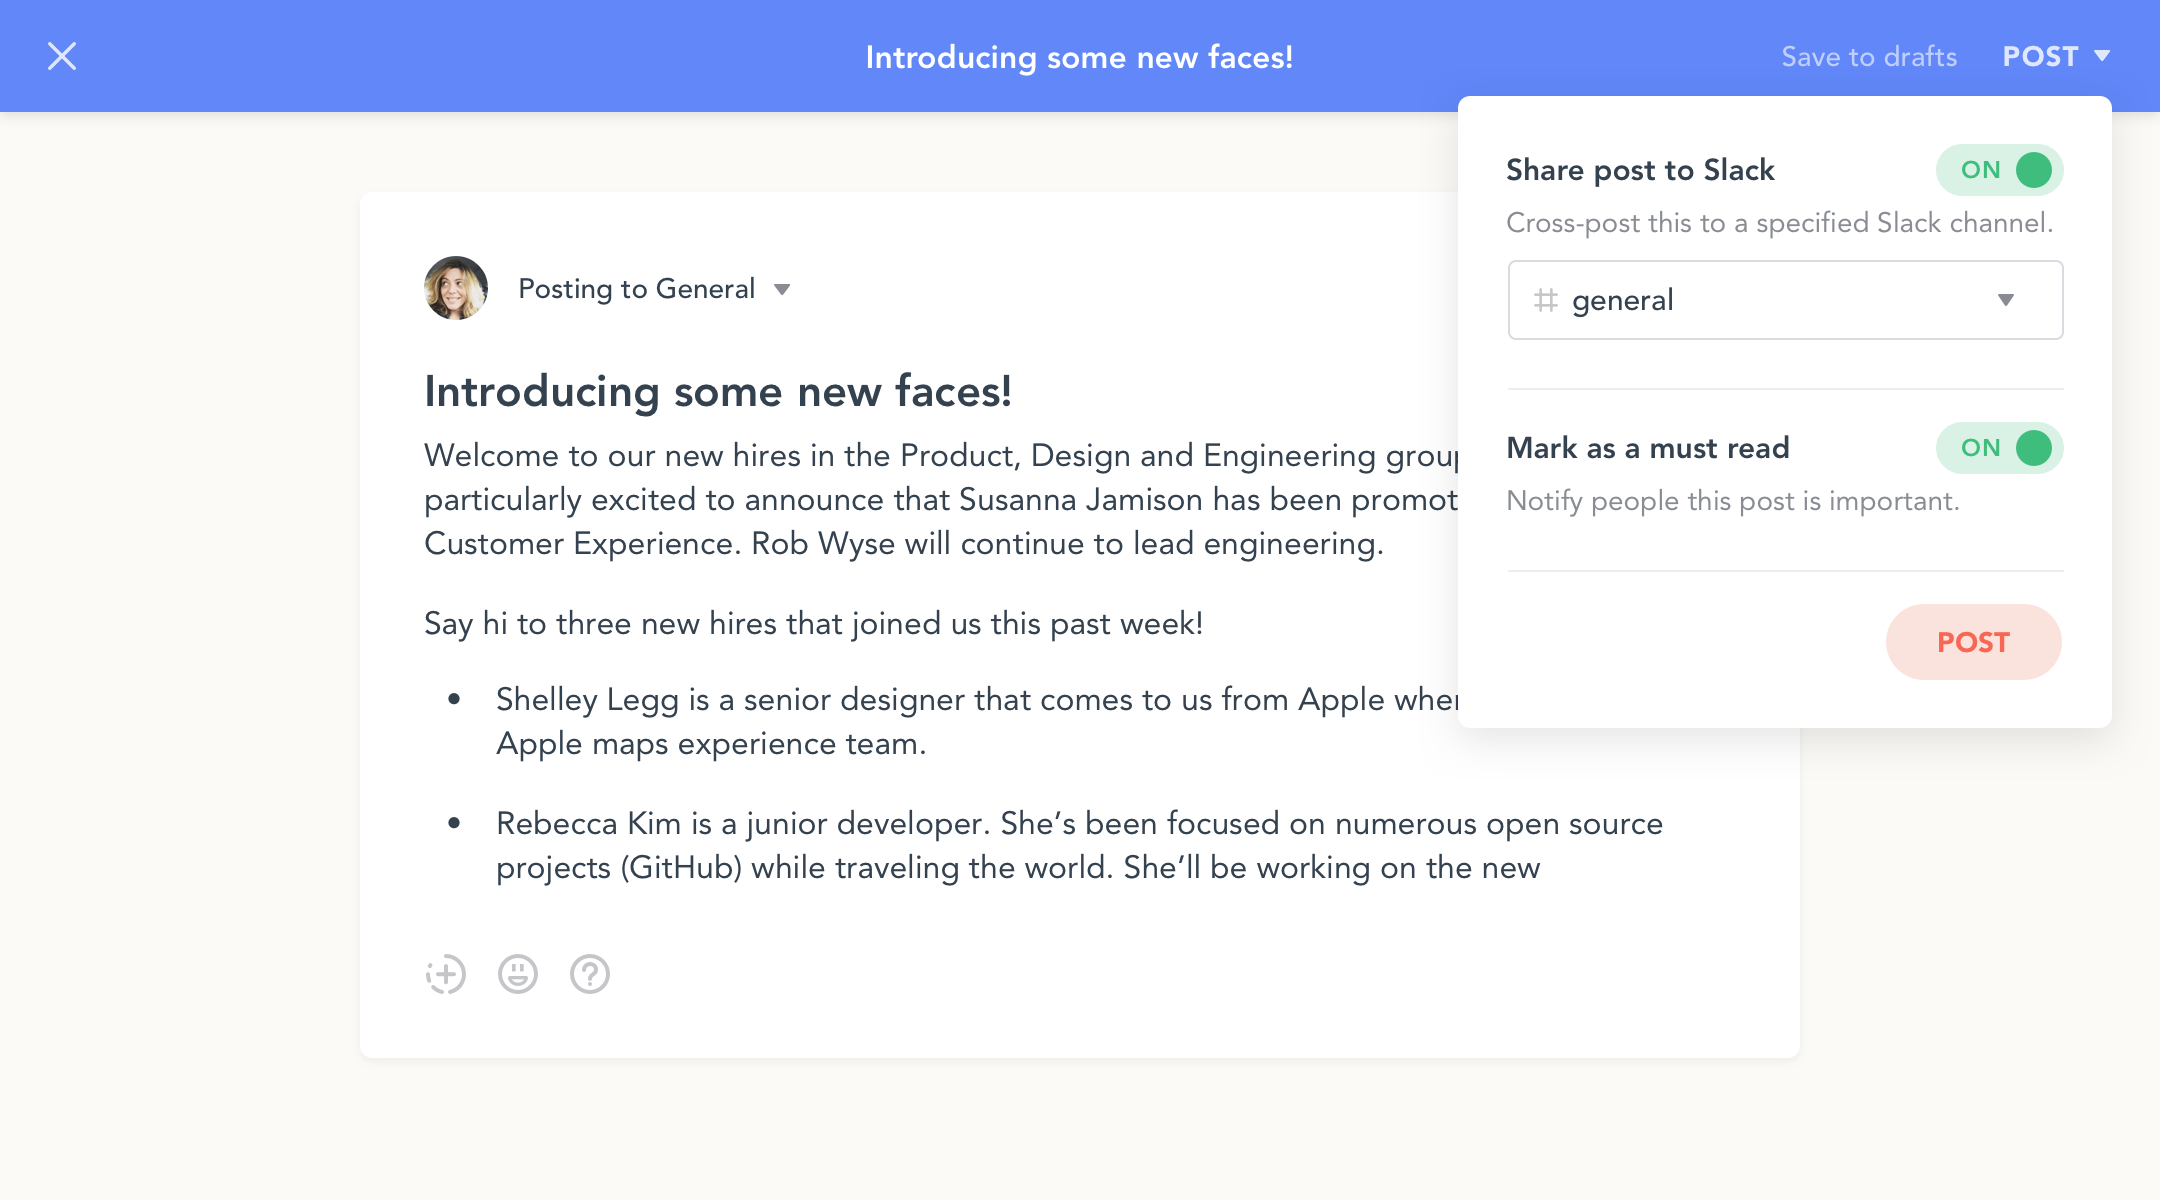 Introducing some new faces!
Save to drafts
POST
Share post to Slack
ON
Cross-post this to a specified Slack channel.
# general
Mark as a must read
ON
Notify people this post is important.
POST
Posting to General
Introducing some new faces!
Welcome to our new hires in the Product, Design and Engineering
particularly excited to announce that Susanna Jamison has been
Customer Experience. Rob Wyse will continue to lead engineering.
Say hi to three new hires that joined us this past week!
• Shelley Legg is a senior designer that comes to us from Apple
Apple maps experience team.
• Rebecca Kim is a junior developer. She’s been focused on numerous open source
projects (GitHub) while traveling the world. She’ll be working on the new